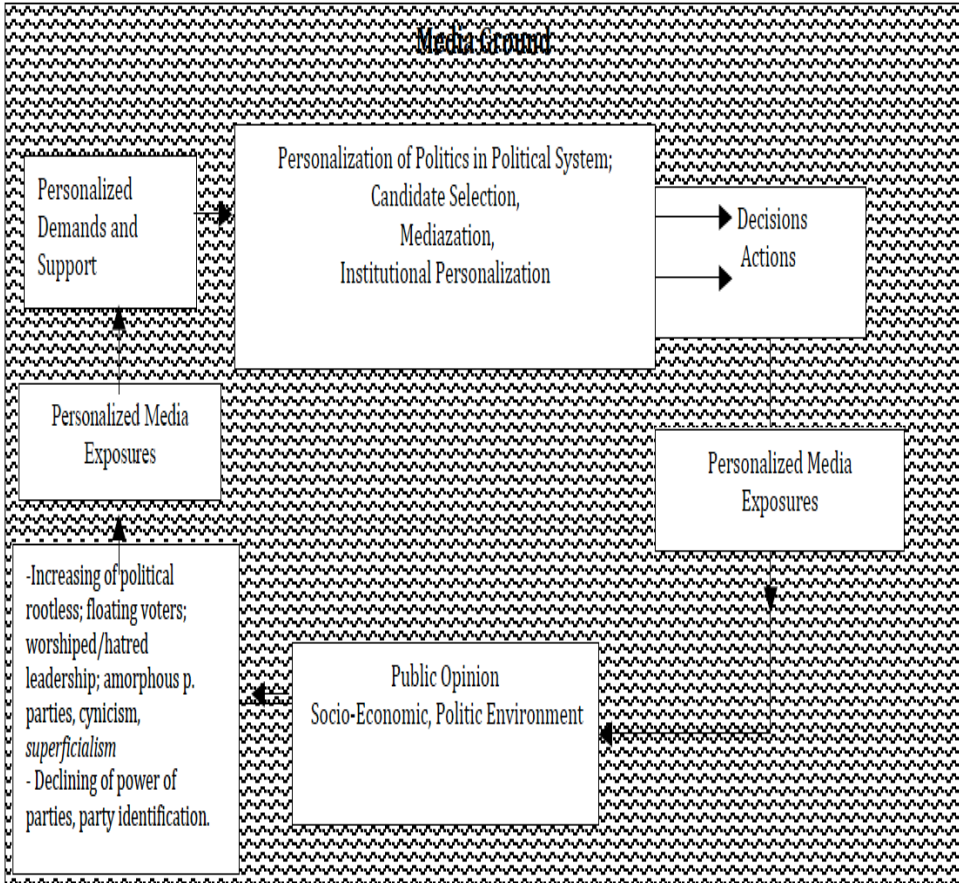 Media Ground
Personalized
Demands and
Support
Personalization of Politics in Political System;
Candidate Selection,
Mediazation,
Institutional Personalization
Decisions
Actions
Personalized Media
Exposures
Personalized Media
Exposures
-Increasing of political
rootless; floating voters;
worshiped/hatred
leadership; amorphous p.
parties, cynicism,
superficialism
- Declining of power of
parties, party identification.
Public Opinion
Socio-Economic, Politic Environment